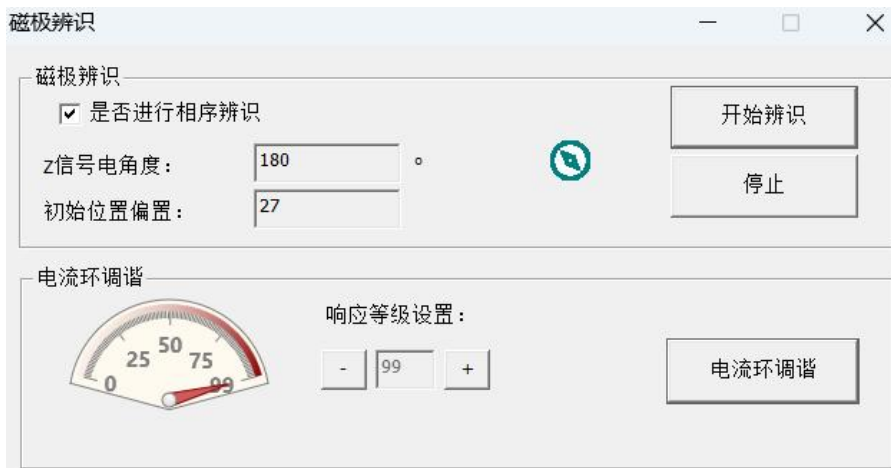 磁极辨识
磁极辨识
是否进行相序辨识
开始辨识
z信号电角度：
180
°
停止
初始位置偏置：
27
电流环调谐
响应等级设置：
0
25
50
75
99
-
99
+
电流环调谐